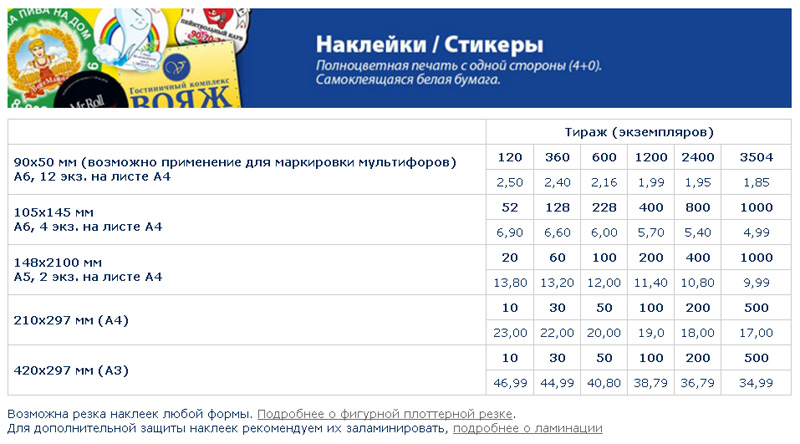 КА ПИВА НА ДОМ
ПЕЙНТБОЛЬНЫЙ КЛУБ
Гостиничный комплекс
ВОЯЖ
Mr.Roll
Наклейки / Стикеры
Полноцветная печать с одной стороны (4+0).
Самоклеящаяся белая бумага.
Тираж (экземпляров)
90х50 мм (возможно применение для маркировки мультифоров)
А6, 12 экз. на листе А4
120 360 600 1200 2400 3504
2,50 2,40 2,16 1,99 1,95 1,85
105х145 мм
А6, 4 экз. на листе А4
52 128 228 400 800 1000
6,90 6,60 6,00 5,70 5,40 4,99
148х2100 мм
А5, 2 экз. на листе А4
20 60 100 200 400 1000
13,80 13,20 12,00 11,40 10,80 9,99
210х297 мм (А4)
10 30 50 100 200 500
23,00 22,00 20,00 19,0 18,00 17,00
420х297 мм (А3)
10 30 50 100 200 500
46,99 44,99 40,80 38,79 36,79 34,99
Возможна резка наклеек любой формы. Подробнее о фигурной плоттерной резке.
Для дополнительной защиты наклеек рекомендуем их заламинировать, подробнее о ламинации